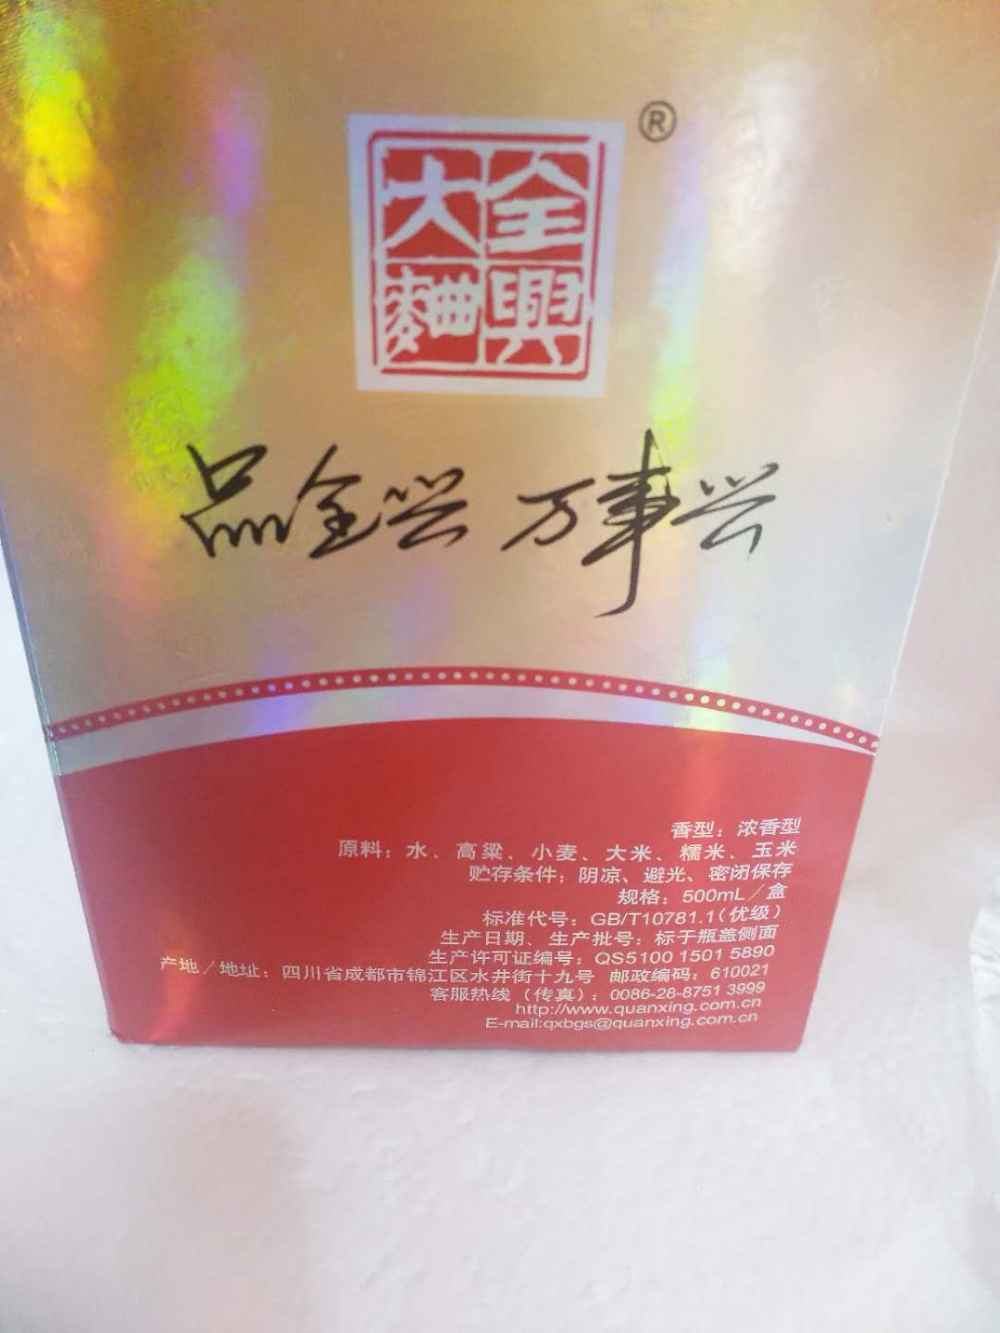 ®
全興
大麯
品全兴 万事兴
香型：浓香型
原料：水、高粱、小麦、大米、糯米、玉米
贮存条件：阴凉、避光、密闭保存
规格：500mL／盒
标准代号：GB/T10781.1（优级）
生产日期、生产批号：标于瓶盖侧面
生产许可证编号：QS5100 1501 5890
产地／地址：四川省成都市锦江区水井街十九号 邮政编码：610021
客服热线（传真）：0086-28-8751 3999
http://www.quanxing.com.cn
E-mail:qxbgs@quanxing.com.cn